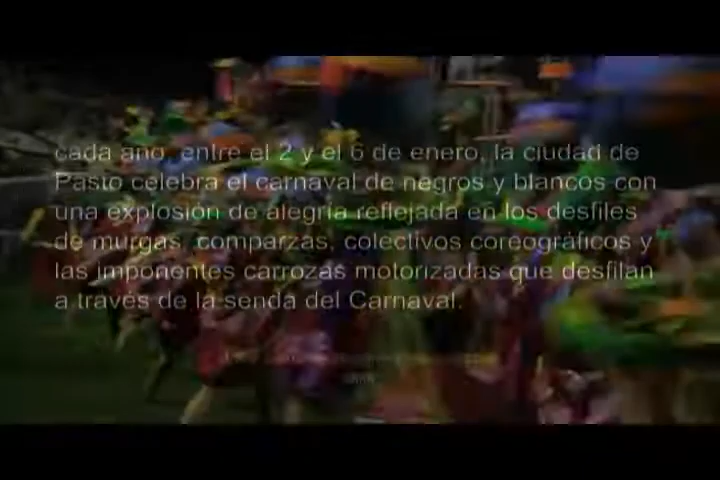 cada año, entre el 2 y el 6 de enero, la ciudad de
Pasto celebra el carnaval de negros y blancos con
una explosión de alegría reflejada en los desfiles
de murgas, comparzas, colectivos coreográficos y
las imponentes carrozas motorizadas que desfilan
a través de la senda del Carnaval.